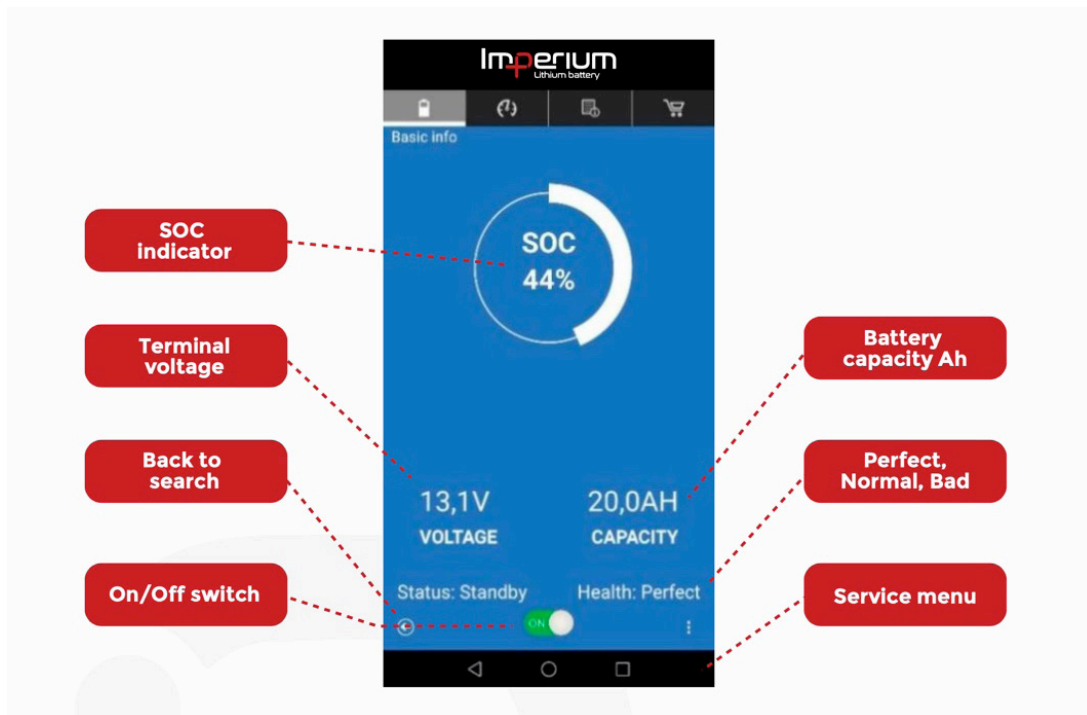 Imperium
Lithium battery
Basic info
SOC
44%
SOC
indicator
Terminal
voltage
Back to
search
On/Off switch
Battery
capacity Ah
Perfect,
Normal, Bad
Service menu
13,1V
VOLTAGE
20,0AH
CAPACITY
Status: Standby
Health: Perfect
ON